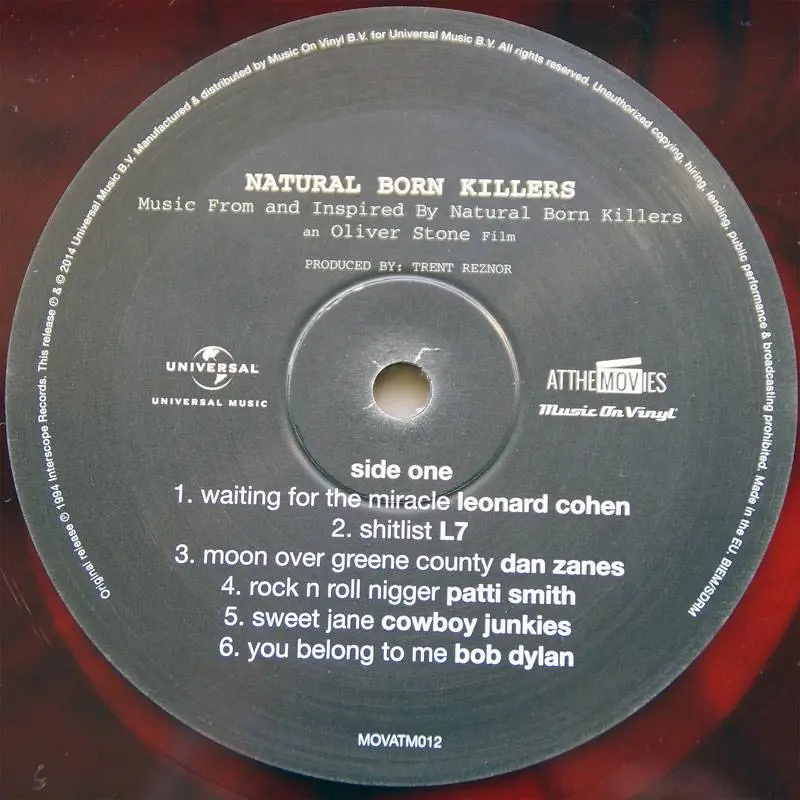 Original release ℗ 1994 Interscope Records. This release ℗ & © 2014 Universal Music B.V. Manufactured & distributed by Music On Vinyl B.V. for Universal Music B.V. All rights reserved. Unauthorized copying, hiring, lending, public performance & broadcasting prohibited. Made in the EU. BIEM/SDRM
NATURAL BORN KILLERS
Music From and Inspired By Natural Born Killers
an Oliver Stone Film
PRODUCED BY: TRENT REZNOR
UNIVERSAL
UNIVERSAL MUSIC
ATTHEMOVIES
Music On Vinyl
side one
1. waiting for the miracle leonard cohen
2. shitlist L7
3. moon over greene county dan zanes
4. rock n roll nigger patti smith
5. sweet jane cowboy junkies
6. you belong to me bob dylan
MOVATM012